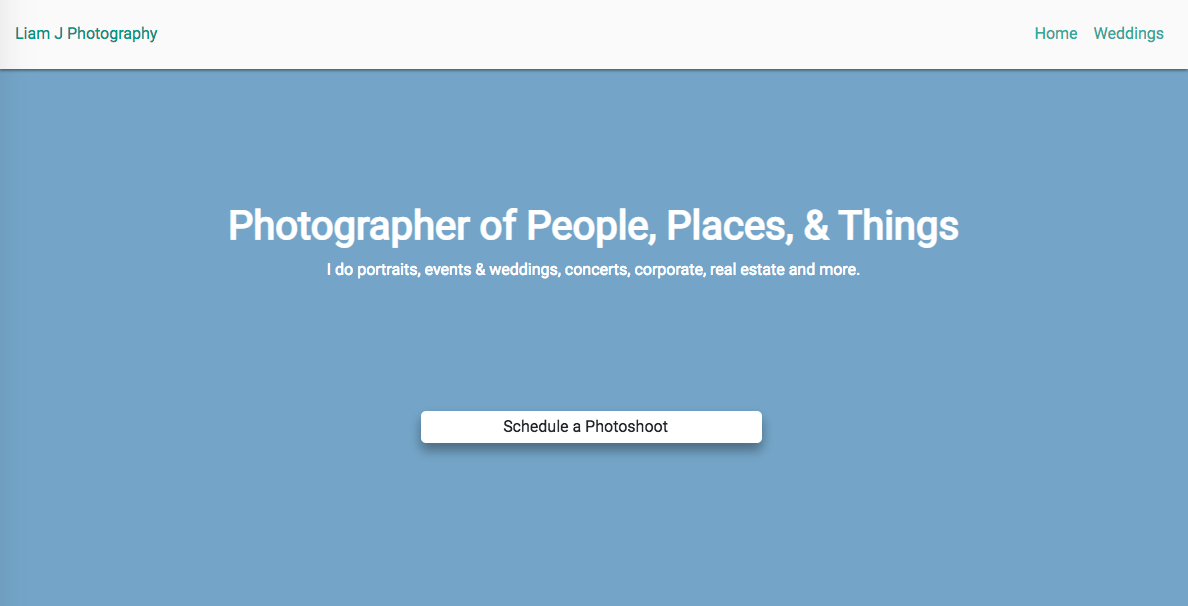 Liam J Photography
Home Weddings
Photographer of People, Places, & Things
I do portraits, events & weddings, concerts, corporate, real estate and more.
Schedule a Photoshoot